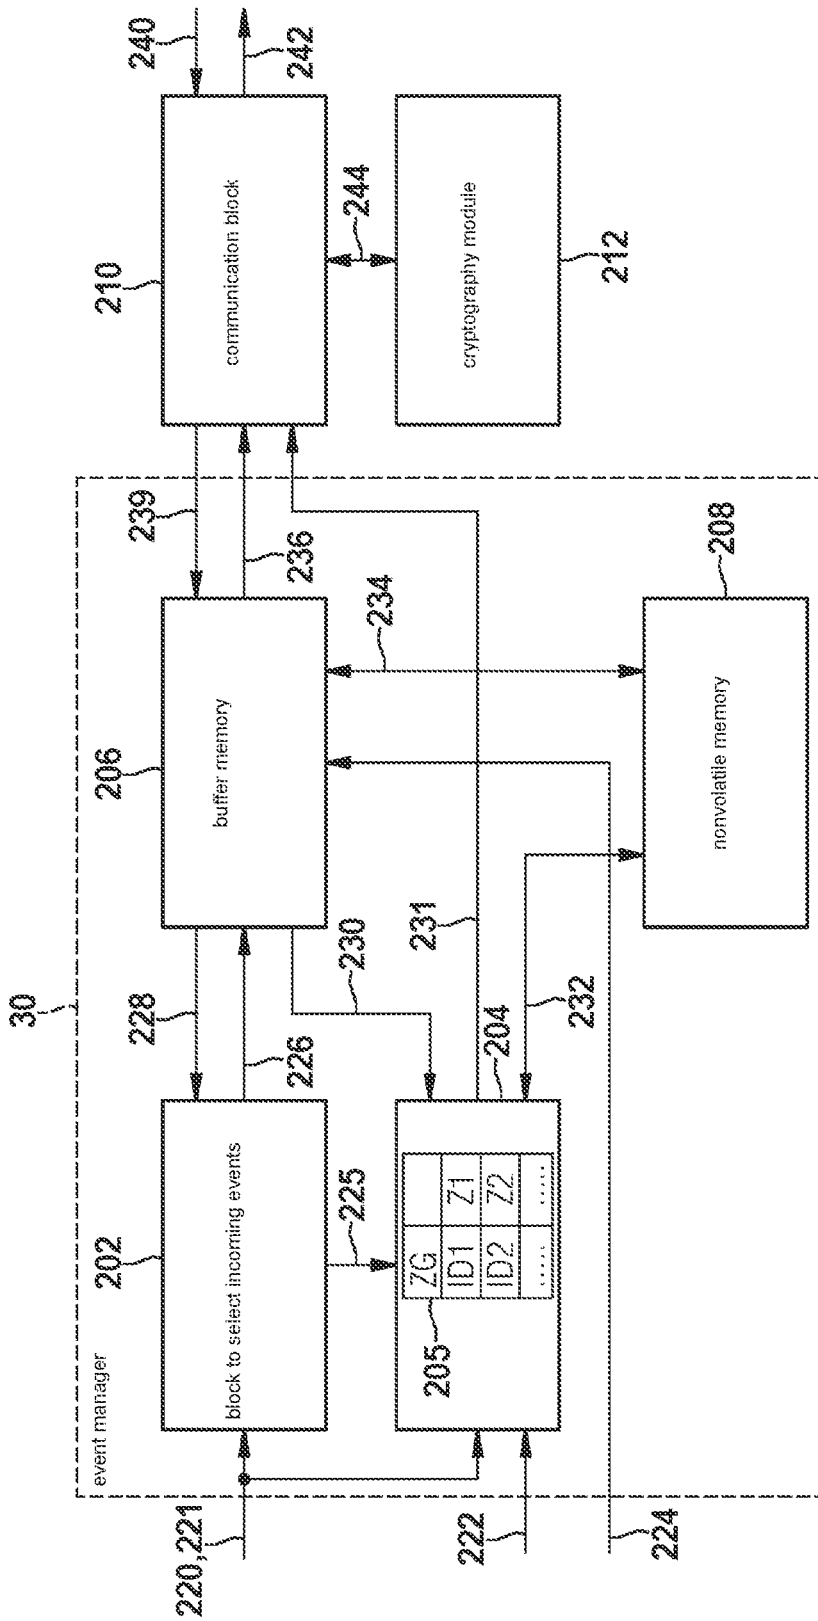 30
event manager
202
block to select incoming events
206
buffer memory
210
communication block
212
cryptography module
208
nonvolatile memory
204
205
ZG
ID1 Z1
ID2 Z2
..... .....
220,221
222
224
225
226
228
230
231
232
234
236
239
240
242
244